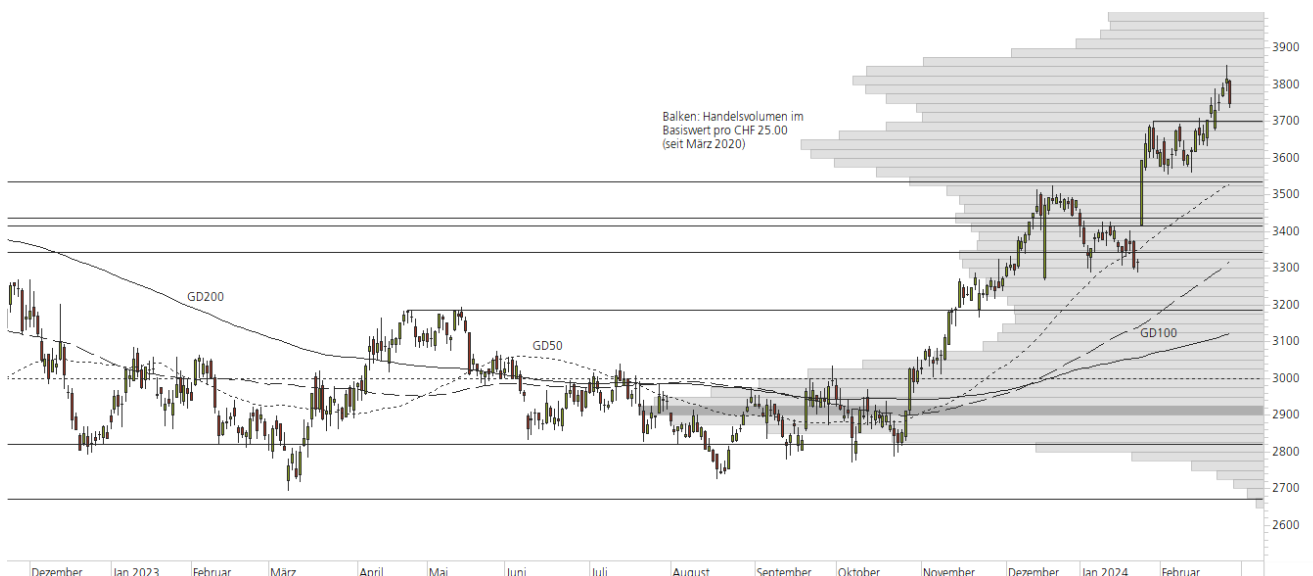 3900
3800
Balken: Handelsvolumen im
Basiswert pro CHF 25.00
(seit März 2020)
3700
3600
3500
3400
3300
GD200
3200
GD100
3100
GD50
3000
2900
2800
2700
2600
Dezember Jan 2023 Februar März April Mai Juni Juli August September Oktober November Dezember Jan 2024 Februar